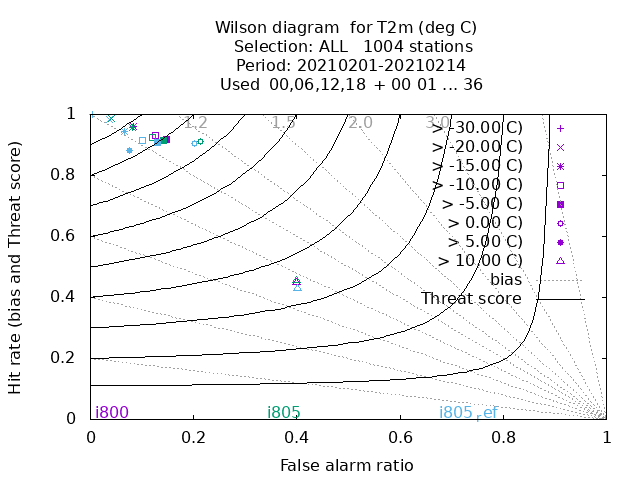 Wilson diagram for T2m (deg C)
Selection: ALL 1004 stations
Period: 20210201-20210214
Used 00,06,12,18 + 00 01 ... 36
Hit rate (bias and Threat score)
1
0.8
0.6
0.4
0.2
0
1.2
1.5
2.0
3.0
> -30.00 C)
> -20.00 C)
> -15.00 C)
> -10.00 C)
> -5.00 C)
> 0.00 C)
> 5.00 C)
> 10.00 C)
bias
Threat score
i800
i805
i805_ref
0 0.2 0.4 0.6 0.8 1
False alarm ratio